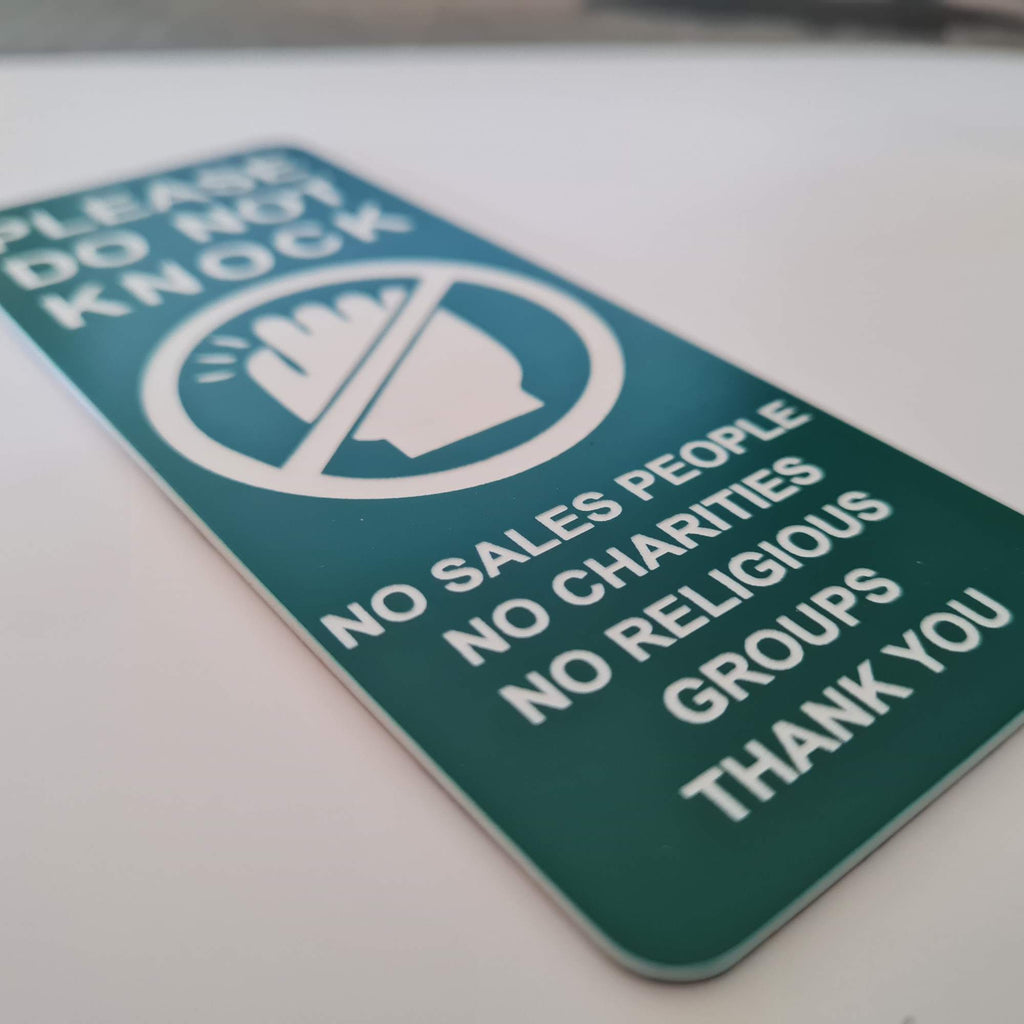 PLEASE
DO NOT
KNOCK
NO SALES PEOPLE
NO CHARITIES
NO RELIGIOUS
GROUPS
THANK YOU